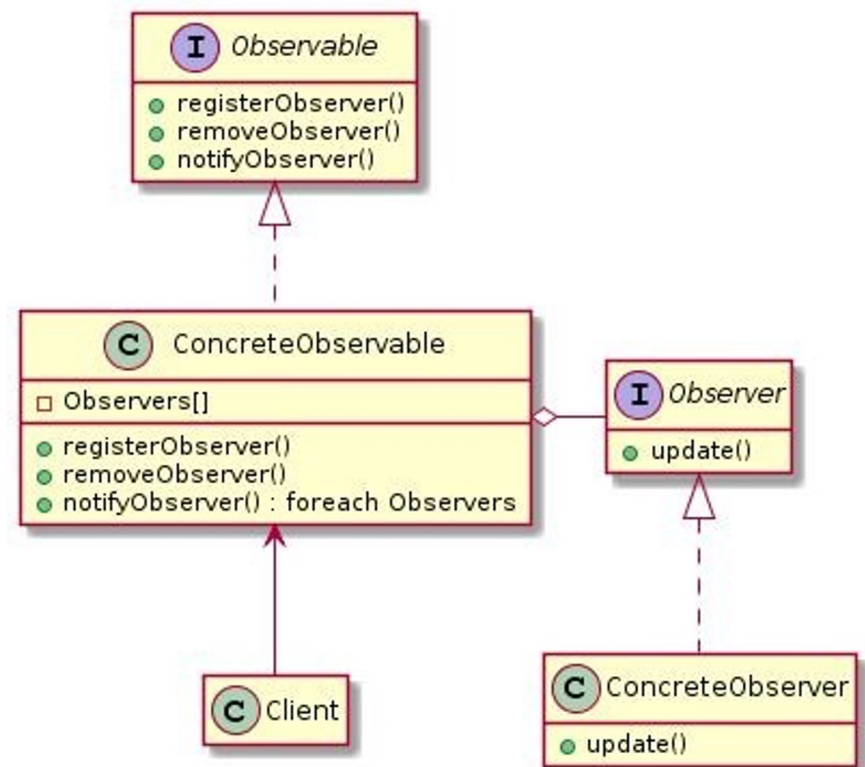 I Observable
registerObserver()
removeObserver()
notifyObserver()
C ConcreteObservable
Observers[]
registerObserver()
removeObserver()
notifyObserver() : foreach Observers
I Observer
update()
C Client
C ConcreteObserver
update()